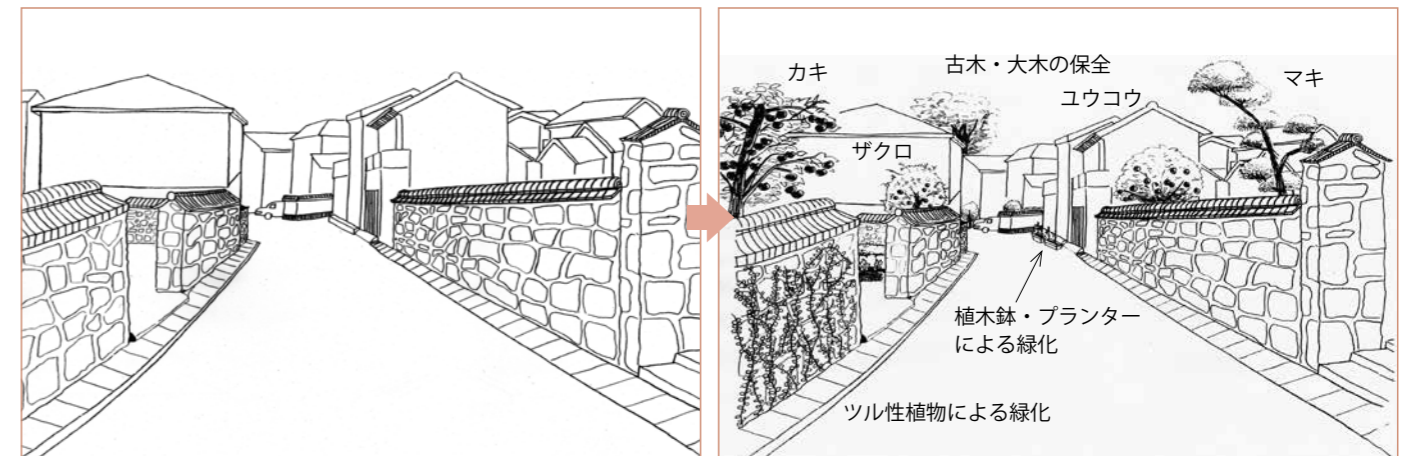 カキ
古木・大木の保全
マキ
ユウコウ
ザクロ
植木鉢・プランター
による緑化
ツル性植物による緑化